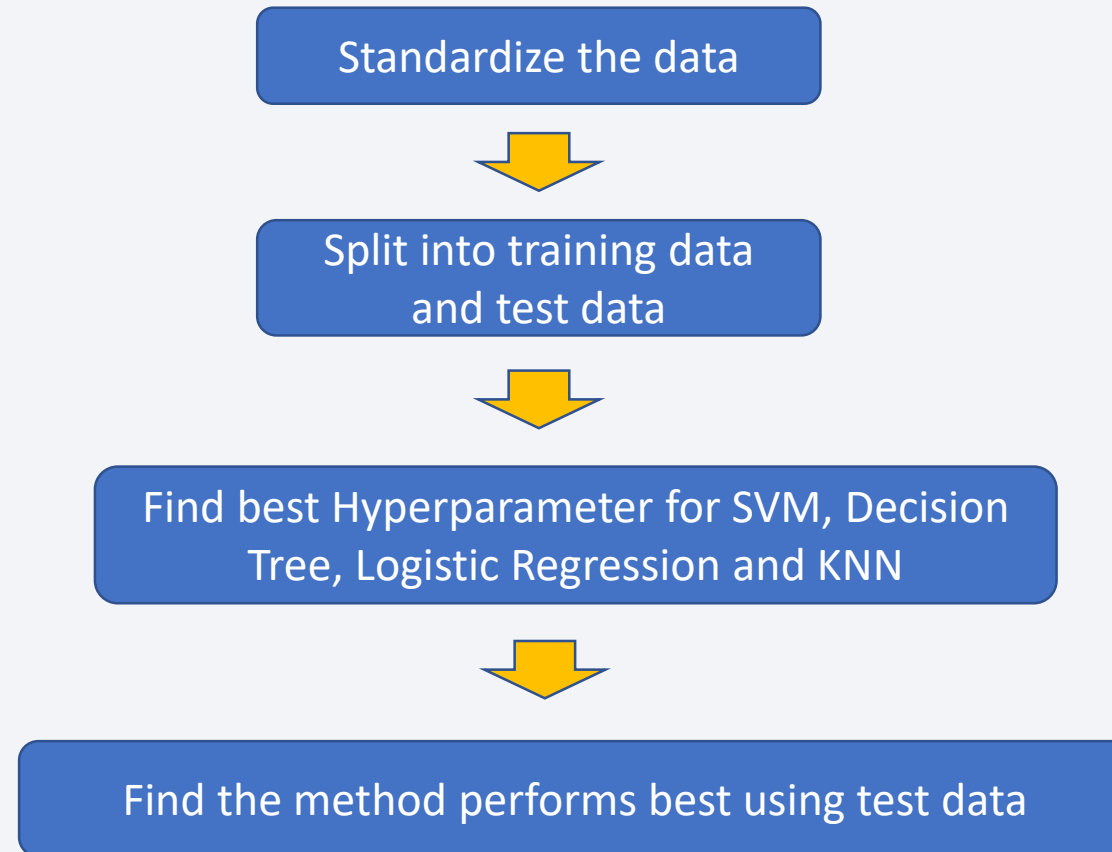 Standardize the data
Split into training data
and test data
Find best Hyperparameter for SVM, Decision
Tree, Logistic Regression and KNN
Find the method performs best using test data